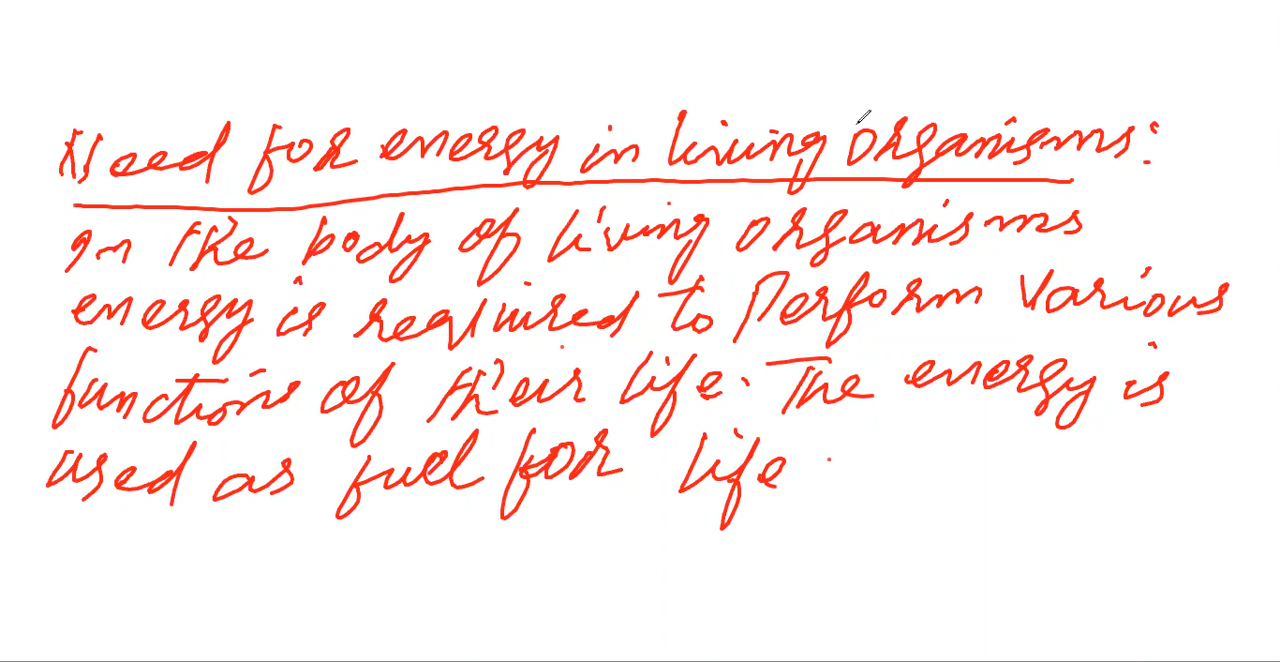 Need for energy in living organisms:
In the body of living organisms
energy is required to Perform Various
functions of their life. The energy is
used as fuel for life.